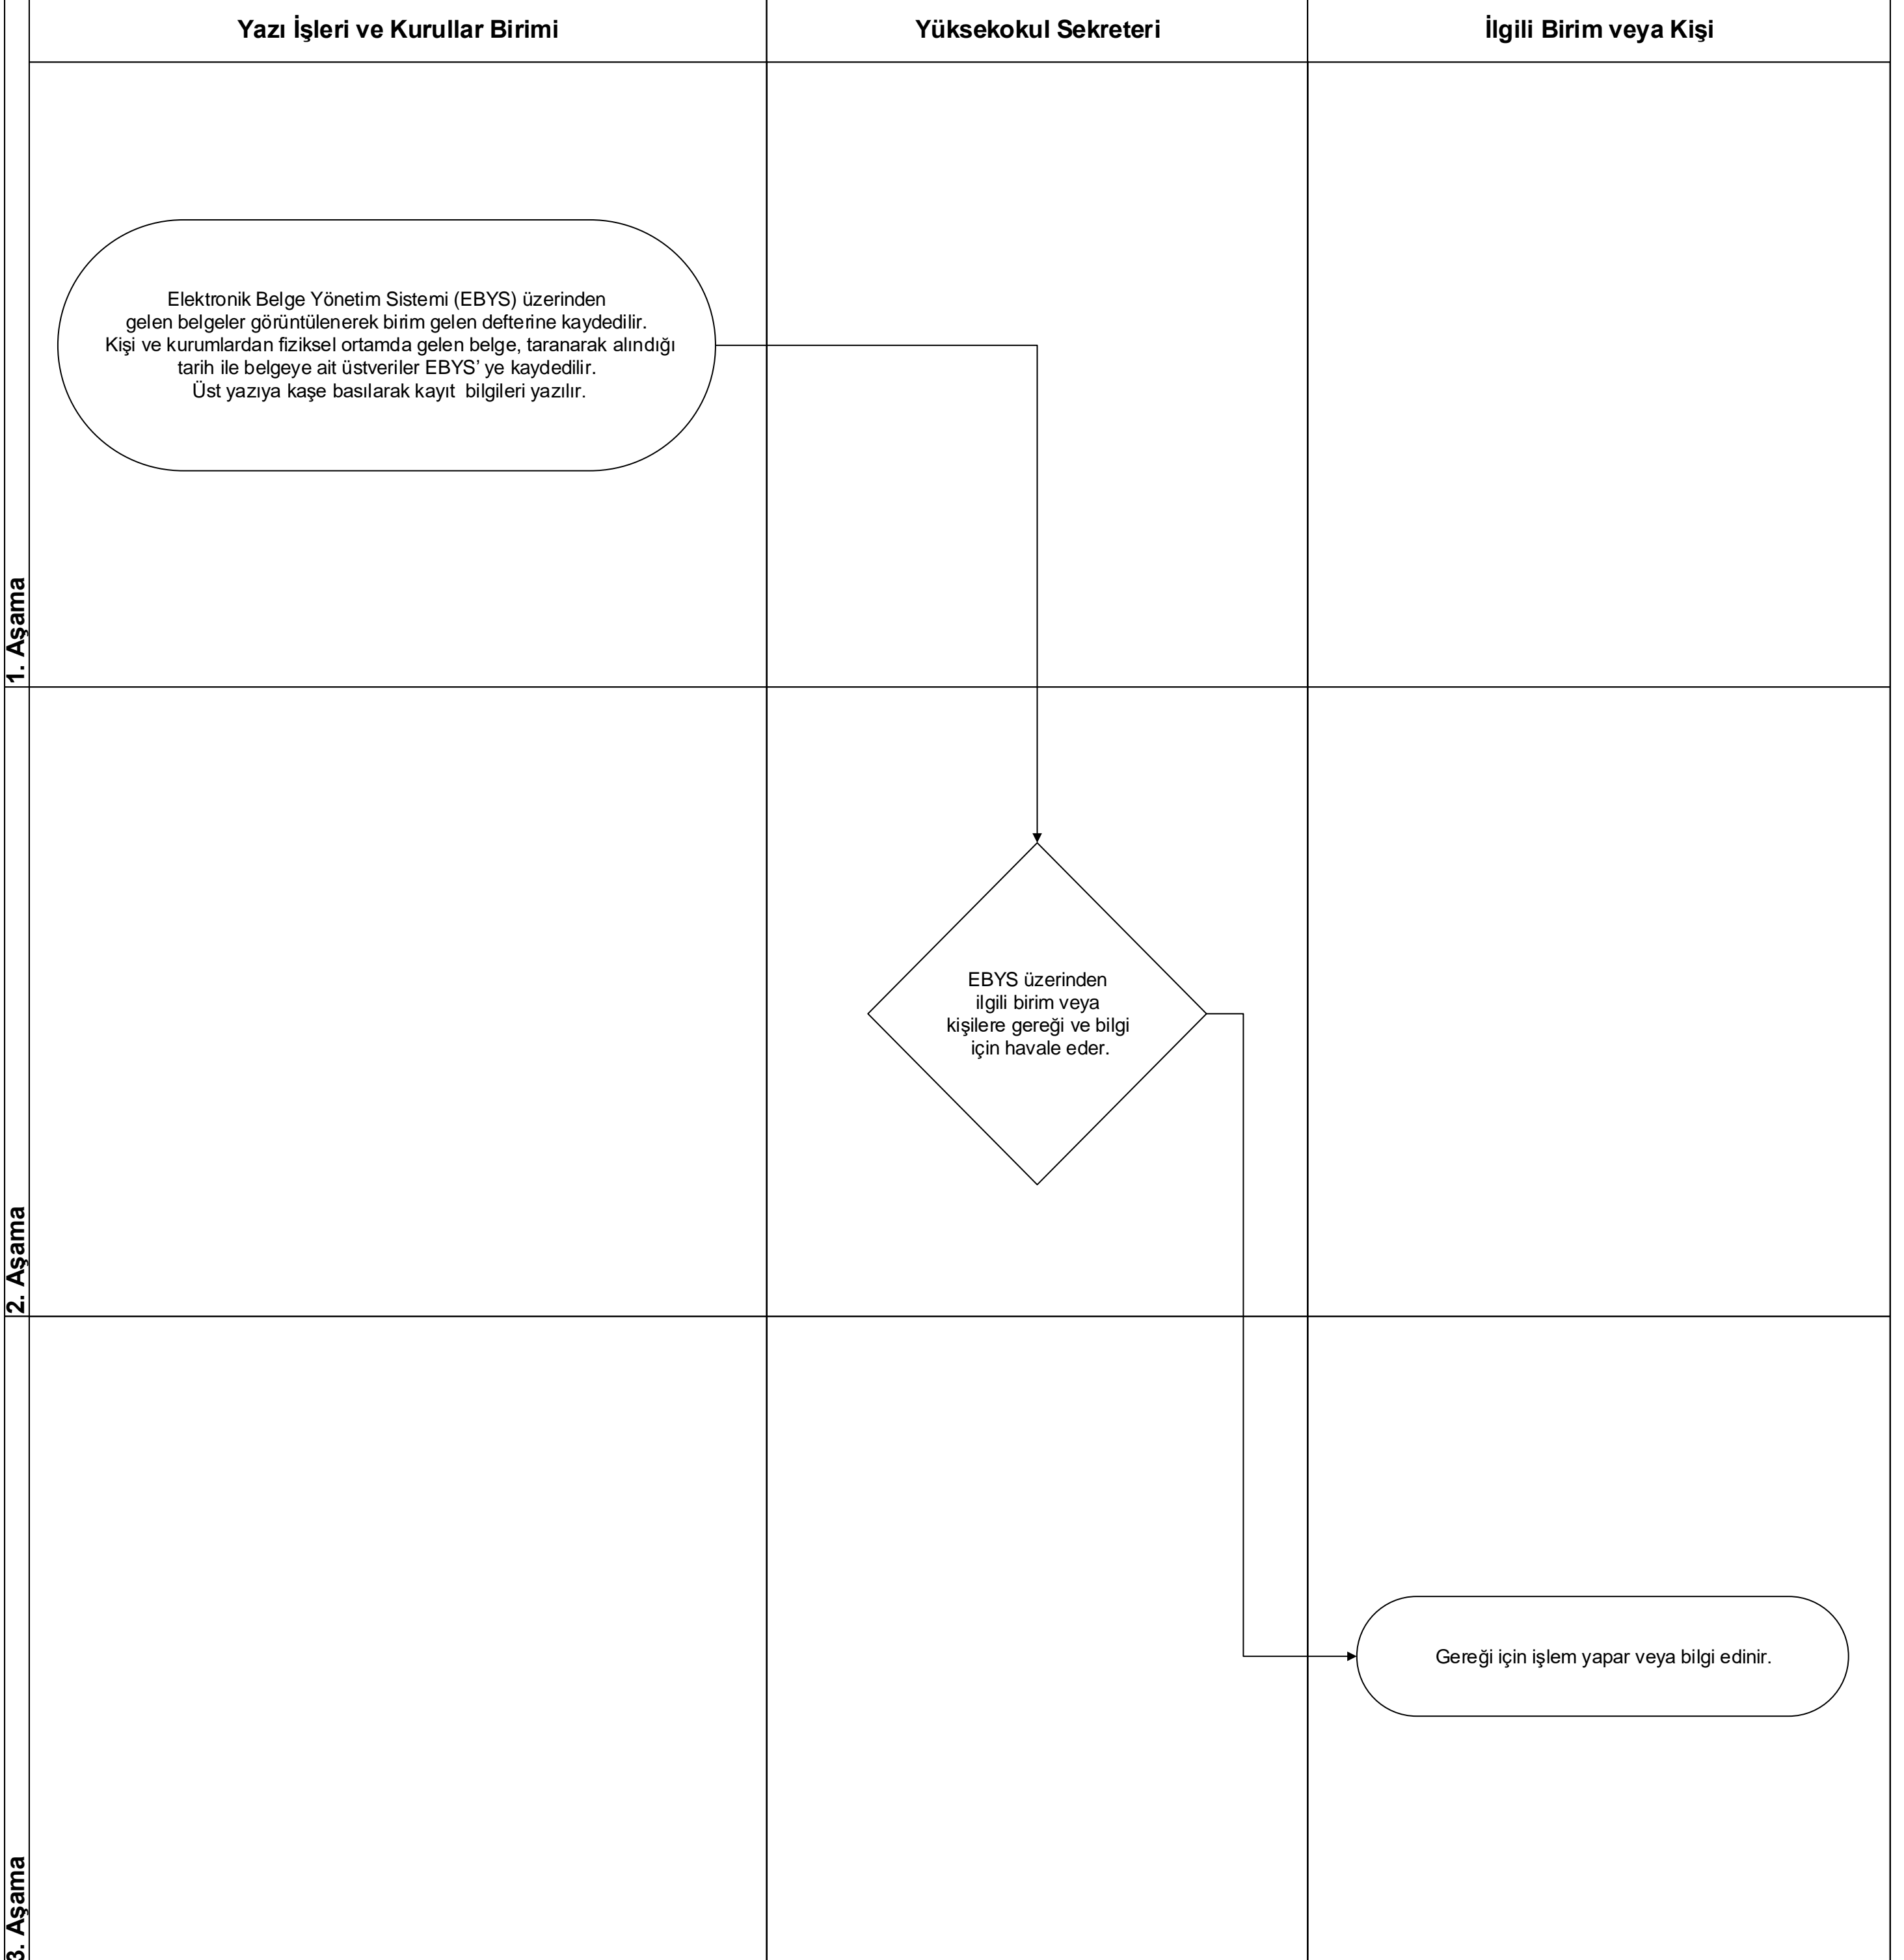 Yazı İşleri ve Kurullar Birimi
Yüksekokul Sekreteri
İlgili Birim veya Kişi
1. Aşama
Elektronik Belge Yönetim Sistemi (EBYS) üzerinden
gelen belgeler görüntülenerek birim gelen defterine kaydedilir.
Kişi ve kurumlardan fiziksel ortamda gelen belge, taranarak alındığı
tarih ile belgeye ait üstveriler EBYS’ ye kaydedilir.
Üst yazıya kaşe basılarak kayıt  bilgileri yazılır.
2. Aşama
EBYS üzerinden
ilgili birim veya
kişilere gereği ve bilgi
için havale eder.
3. Aşama
Gereği için işlem yapar veya bilgi edinir.